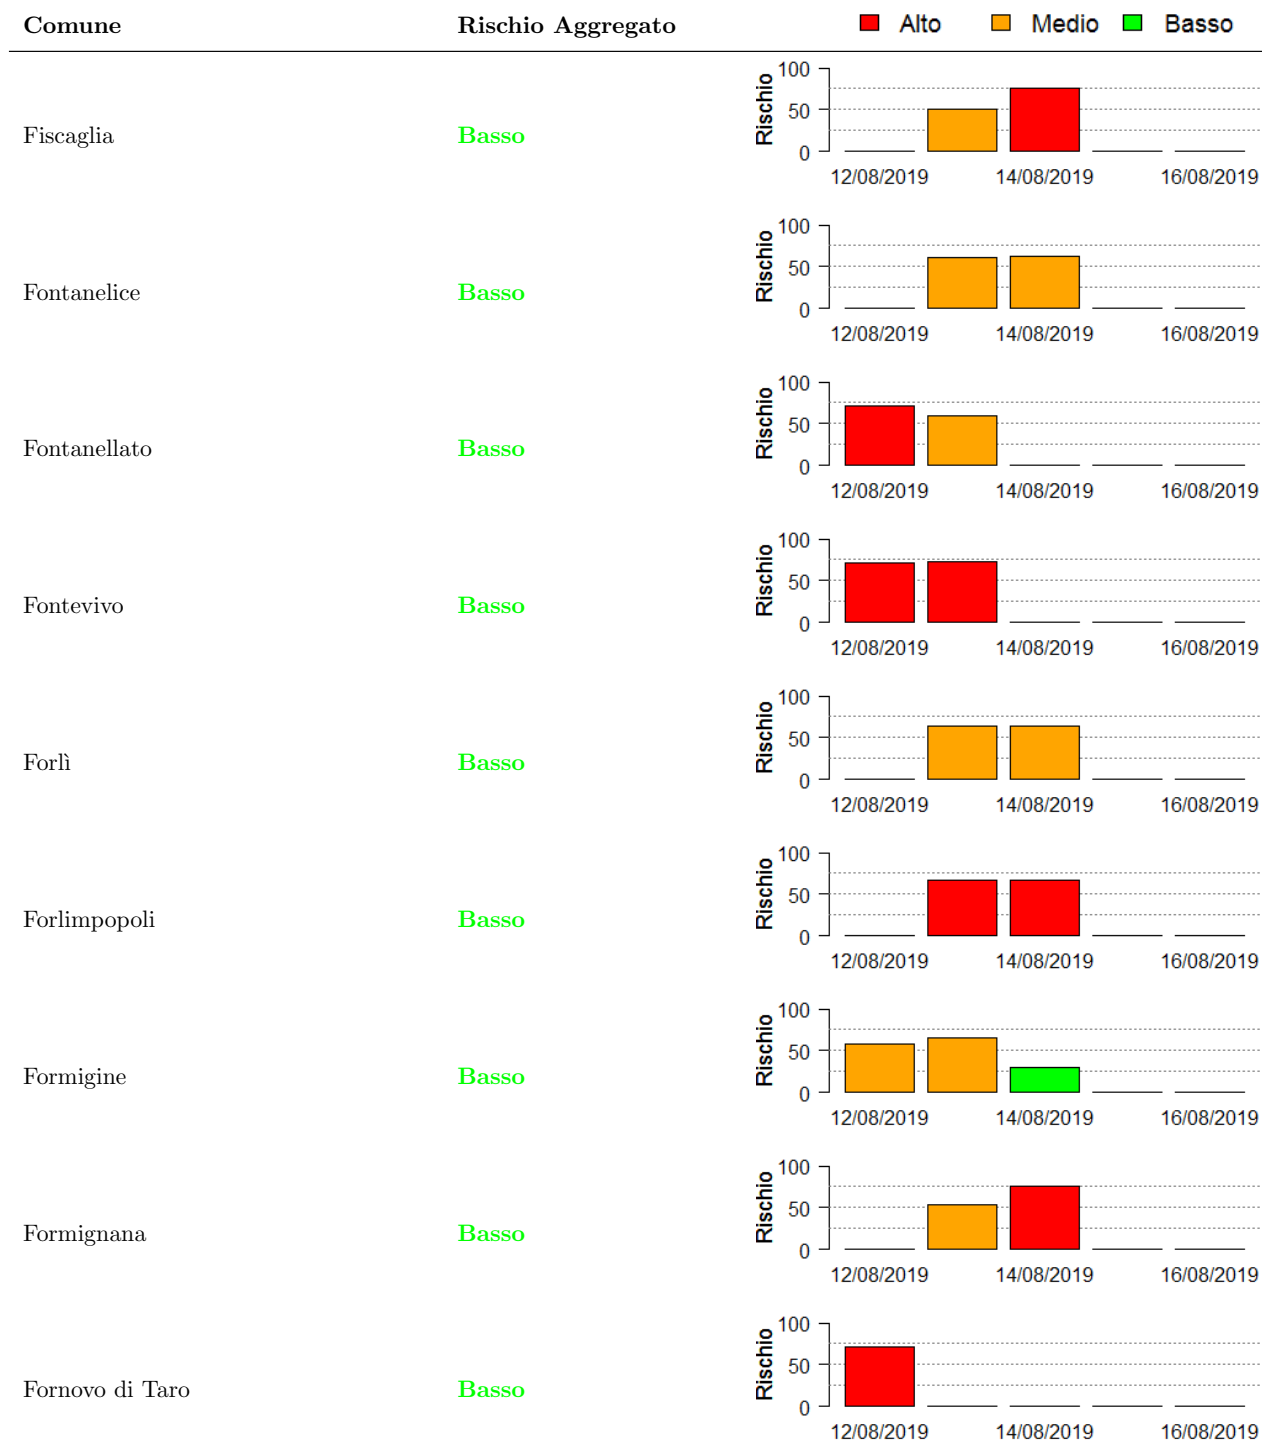 Comune Rischio Aggregato Alto Medio Basso
Fiscaglia Basso Rischio 100 50 0
12/08/2019 14/08/2019 16/08/2019
Fontanelice Basso Rischio 100 50 0
12/08/2019 14/08/2019 16/08/2019
Fontanellato Basso Rischio 100 50 0
12/08/2019 14/08/2019 16/08/2019
Fontevivo Basso Rischio 100 50 0
12/08/2019 14/08/2019 16/08/2019
Forlì Basso Rischio 100 50 0
12/08/2019 14/08/2019 16/08/2019
Forlimpopoli Basso Rischio 100 50 0
12/08/2019 14/08/2019 16/08/2019
Formigine Basso Rischio 100 50 0
12/08/2019 14/08/2019 16/08/2019
Formignana Basso Rischio 100 50 0
12/08/2019 14/08/2019 16/08/2019
Fornovo di Taro Basso Rischio 100 50 0
12/08/2019 14/08/2019 16/08/2019